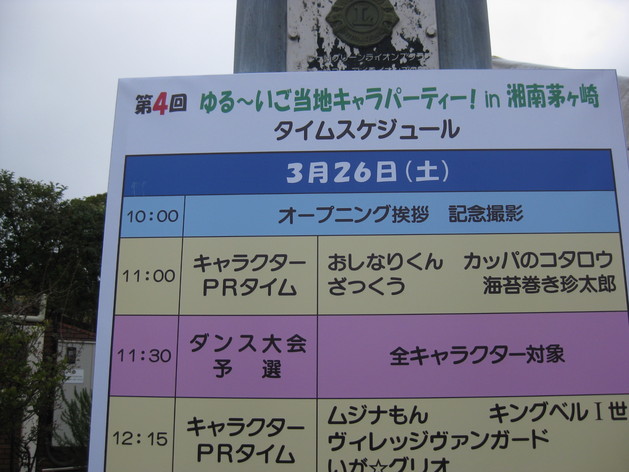 第4回 ゆる～いご当地キャラパーティー! in 湘南茅ヶ崎
タイムスケジュール
3月26日(土)
10:00 オープニング挨拶 記念撮影
11:00 キャラクター PRタイム おしなりくん カッパのコタロウ
ざっくう 海苔巻き珍太郎
11:30 ダンス大会 予選 全キャラクター対象
12:15 キャラクター PRタイム ムジナもん キングベルⅠ世
ヴィレッジヴァンガード
いが☆グリオ